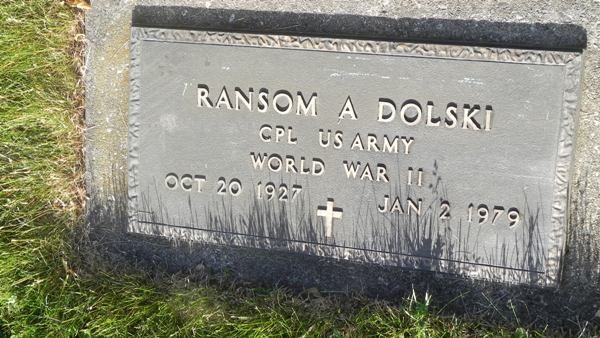 RANSOM A DOLSKI
CPL US ARMY
WORLD WAR II
OCT 20 1927 JAN 2 1979